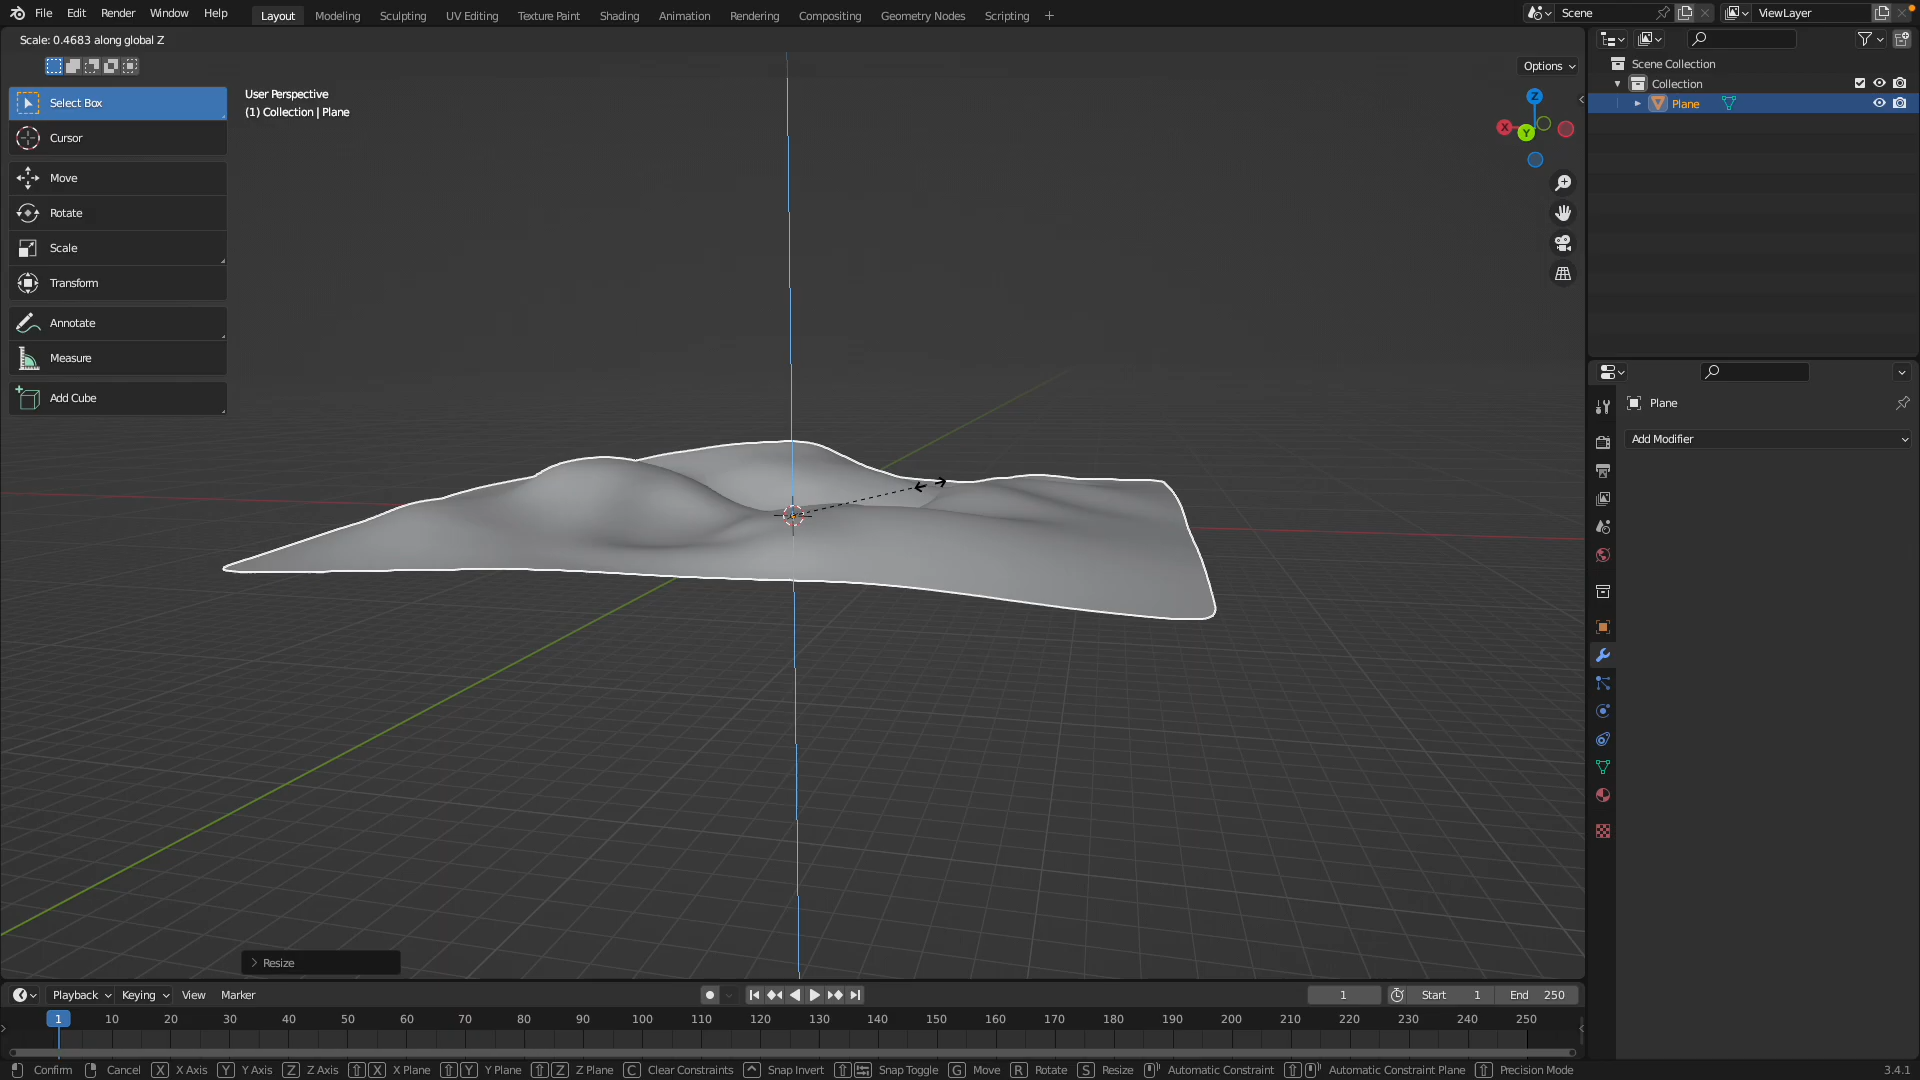 File Edit Render Window Help Layout Modeling Sculpting UV Editing Texture Paint Shading Animation Rendering Compositing Geometry Nodes Scripting + Scene ViewLayer
Scale: 0.4683 along global Z
Options
User Perspective
(1) Collection | Plane
Select Box
Cursor
Move
Rotate
Scale
Transform
Annotate
Measure
Add Cube
Z
X
Y
Scene Collection
Collection
Plane
Plane
Add Modifier
Resize
Playback Keying View Marker 1 Start 1 End 250
1 10 20 30 40 50 60 70 80 90 100 110 120 130 140 150 160 170 180 190 200 210 220 230 240 250
Confirm Cancel X X Axis Y Y Axis Z Z Axis X X Plane Y Y Plane Z Z Plane C Clear Constraints Snap Invert Snap Toggle G Move R Rotate S Resize Automatic Constraint Automatic Constraint Plane Precision Mode 3.4.1